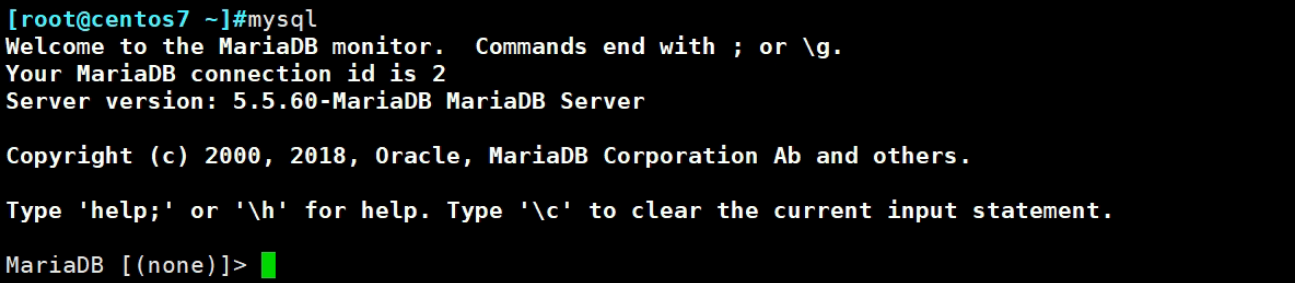 [root@centos7 ~]#mysql
Welcome to the MariaDB monitor.  Commands end with ; or \g.
Your MariaDB connection id is 2
Server version: 5.5.60-MariaDB MariaDB Server
Copyright (c) 2000, 2018, Oracle, MariaDB Corporation Ab and others.
Type 'help;' or '\h' for help. Type '\c' to clear the current input statement.
MariaDB [(none)]>